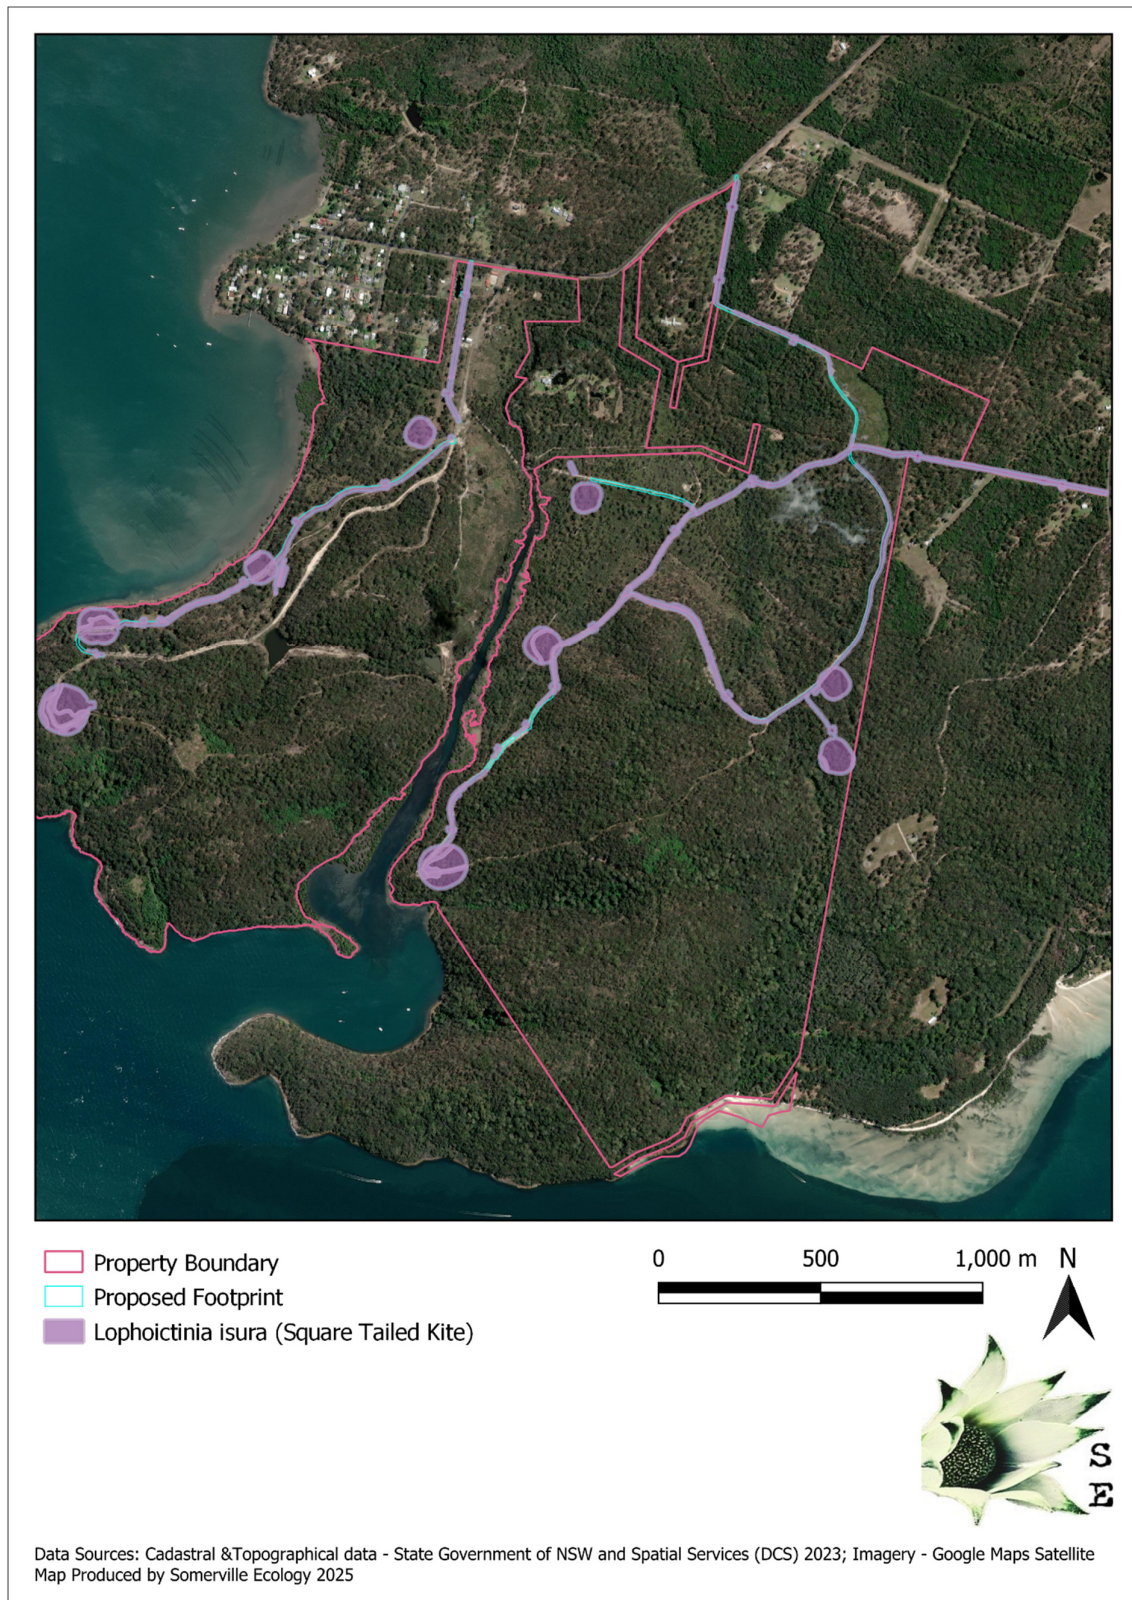 Property Boundary
Proposed Footprint
Lophoictinia isura (Square Tailed Kite)
0 500 1,000 m N
S
E
Data Sources: Cadastral &Topographical data - State Government of NSW and Spatial Services (DCS) 2023; Imagery - Google Maps Satellite
Map Produced by Somerville Ecology 2025